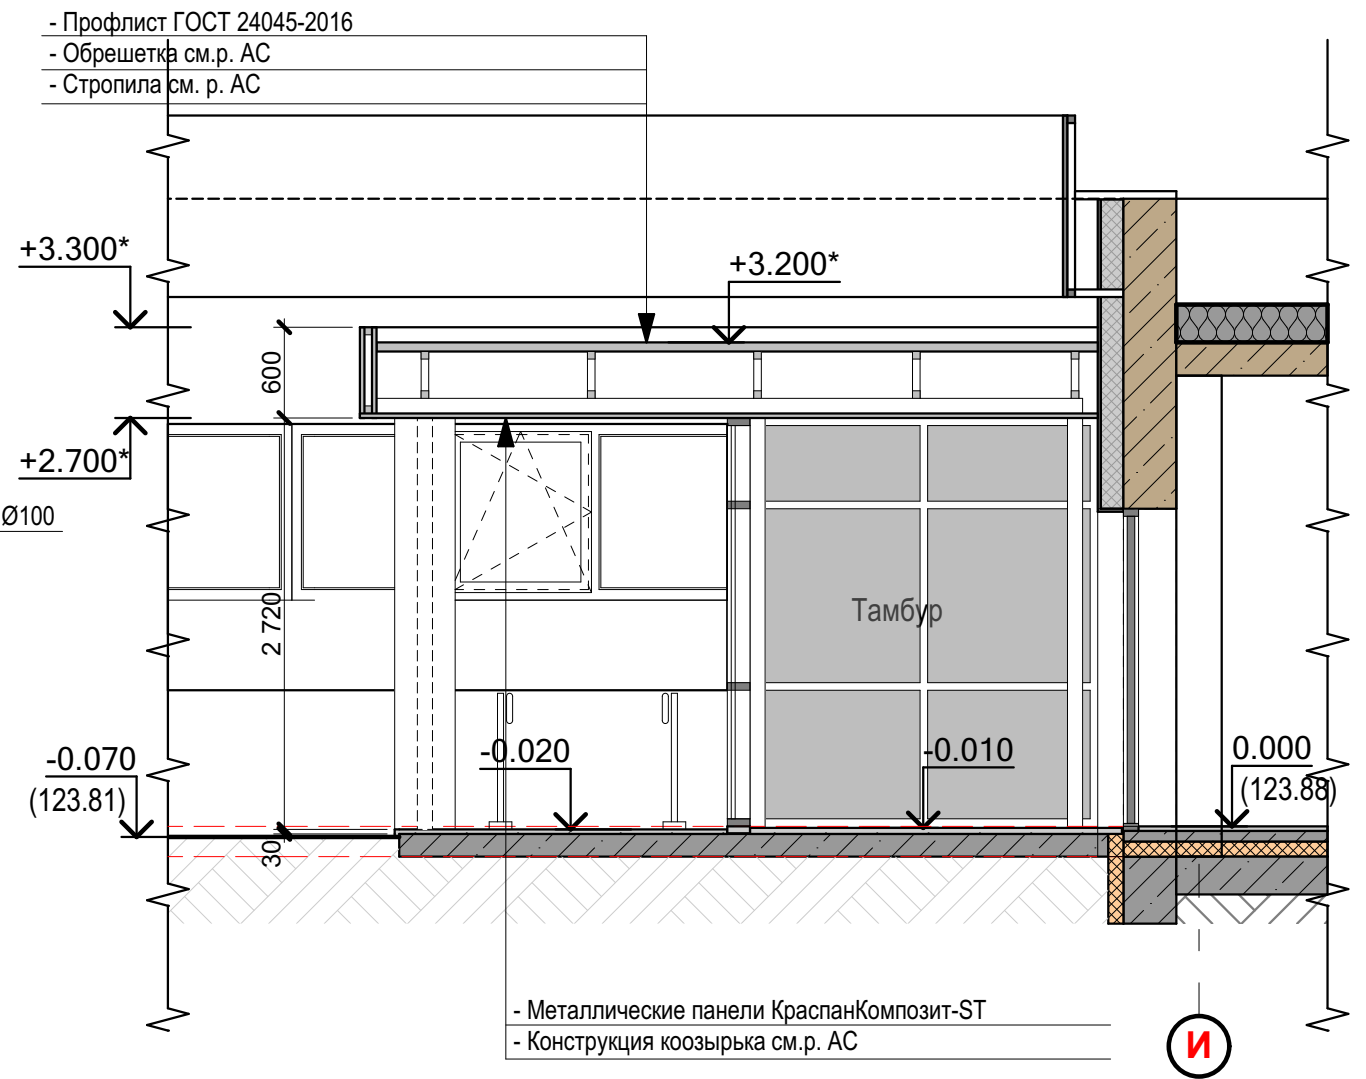 - Профлист ГОСТ 24045-2016
- Обрешетка см.р. АС
- Стропила см. р. АС
+3.300*
+3.200*
600
+2.700*
Ø100
2 720
Тамбур
-0.070
(123.81)
-0.020
-0.010
0.000
(123.88)
30
- Металлические панели КраспанКомпозит-ST
- Конструкция коозырька см.р. АС
И